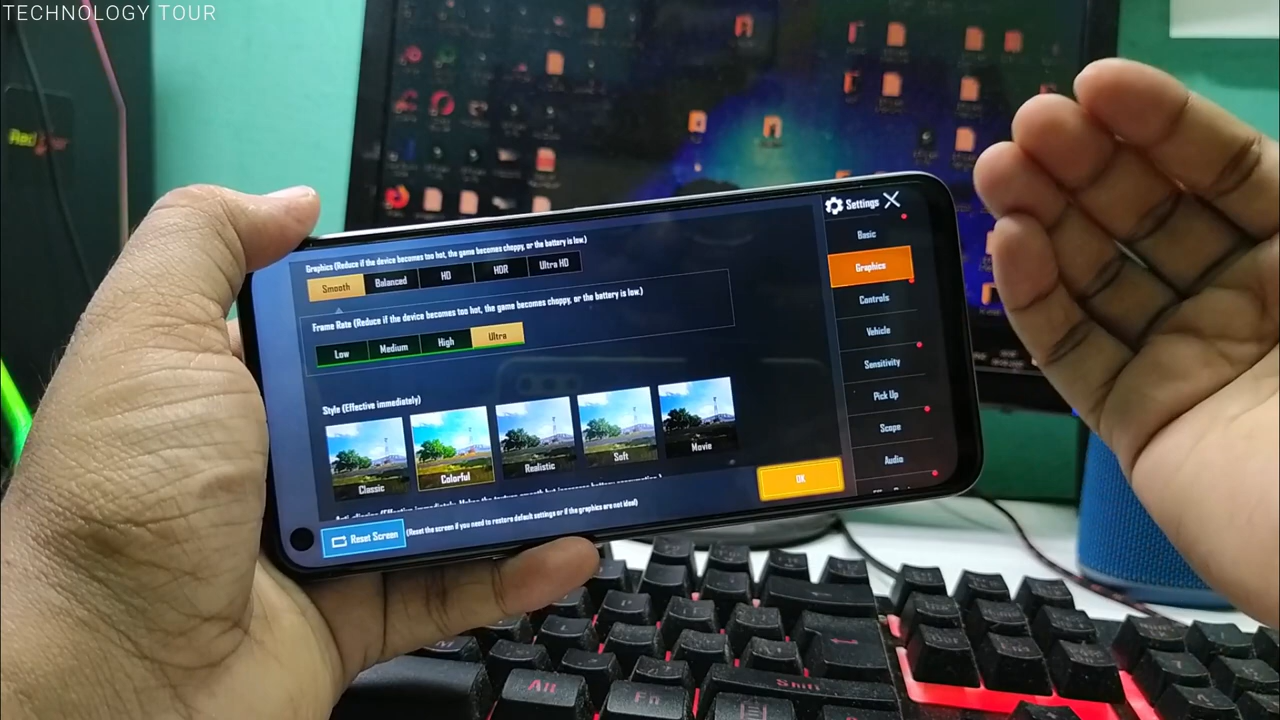 TECHNOLOGY TOUR
Settings
Graphics (Reduce if the device becomes too hot, the game becomes choppy, or the battery is low.)
Smooth Balanced HD HDR Ultra HD
Frame Rate (Reduce if the device becomes too hot, the game becomes choppy, or the battery is low.)
Low Medium High Ultra
Style (Effective immediately)
Classic Colorful Realistic Soft Movie
Reset Screen (Reset the screen if you need to restore default settings or if the graphics are not ideal)
OK
Basic
Graphics
Controls
Vehicle
Sensitivity
Pick Up
Scope
Audio
Alt
Fn
Shift